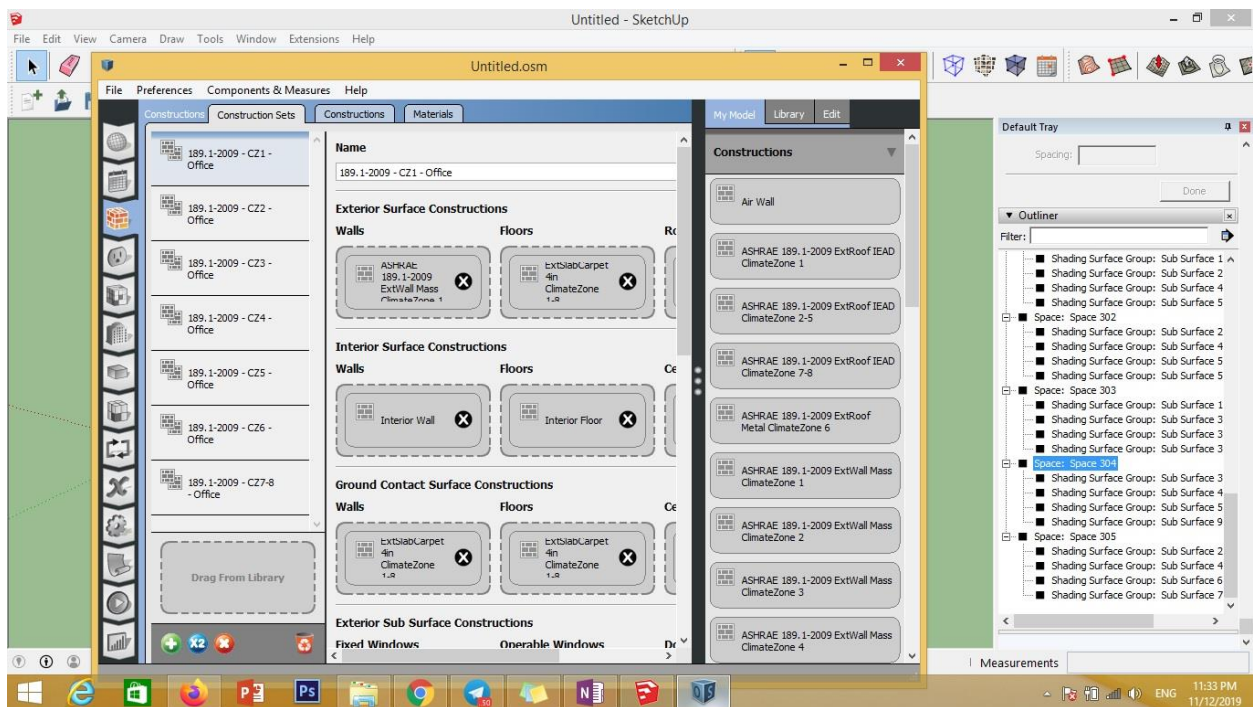 Untitled - SketchUp
File Edit View Camera Draw Tools Window Extensions Help
Untitled.osm
File Preferences Components & Measures Help
Constructions
Construction Sets
Constructions
Materials
My Model
Library
Edit
189.1-2009 - CZ1 -
Office
189.1-2009 - CZ2 -
Office
189.1-2009 - CZ3 -
Office
189.1-2009 - CZ4 -
Office
189.1-2009 - CZ5 -
Office
189.1-2009 - CZ6 -
Office
189.1-2009 - CZ7-8
- Office
Drag From Library
X2
Name
189.1-2009 - CZ1 - Office
Exterior Surface Constructions
Walls Floors Ro
ASHRAE
189.1-2009
ExtWall Mass
ClimateZone 1
ExtSlabCarpet
4in
ClimateZone
1-8
Interior Surface Constructions
Walls Floors Ce
Interior Wall
Interior Floor
Ground Contact Surface Constructions
Walls Floors Ce
ExtSlabCarpet
4in
ClimateZone
1-8
ExtSlabCarpet
4in
ClimateZone
1-8
Exterior Sub Surface Constructions
Fixed Windows Operable Windows Do
Constructions
Air Wall
ASHRAE 189.1-2009 ExtRoof IEAD
ClimateZone 1
ASHRAE 189.1-2009 ExtRoof IEAD
ClimateZone 2-5
ASHRAE 189.1-2009 ExtRoof IEAD
ClimateZone 7-8
ASHRAE 189.1-2009 ExtRoof
Metal ClimateZone 6
ASHRAE 189.1-2009 ExtWall Mass
ClimateZone 1
ASHRAE 189.1-2009 ExtWall Mass
ClimateZone 2
ASHRAE 189.1-2009 ExtWall Mass
ClimateZone 3
ASHRAE 189.1-2009 ExtWall Mass
ClimateZone 4
Default Tray
Spacing:
Done
Outliner
Filter:
Shading Surface Group: Sub Surface 1
Shading Surface Group: Sub Surface 2
Shading Surface Group: Sub Surface 4
Shading Surface Group: Sub Surface 5
Space: Space 302
Shading Surface Group: Sub Surface 2
Shading Surface Group: Sub Surface 4
Shading Surface Group: Sub Surface 5
Shading Surface Group: Sub Surface 5
Space: Space 303
Shading Surface Group: Sub Surface 1
Shading Surface Group: Sub Surface 3
Shading Surface Group: Sub Surface 3
Shading Surface Group: Sub Surface 3
Space: Space 304
Shading Surface Group: Sub Surface 3
Shading Surface Group: Sub Surface 4
Shading Surface Group: Sub Surface 5
Shading Surface Group: Sub Surface 9
Space: Space 305
Shading Surface Group: Sub Surface 2
Shading Surface Group: Sub Surface 4
Shading Surface Group: Sub Surface 6
Shading Surface Group: Sub Surface 7
Measurements
Ps
ENG
11:33 PM
11/12/2019